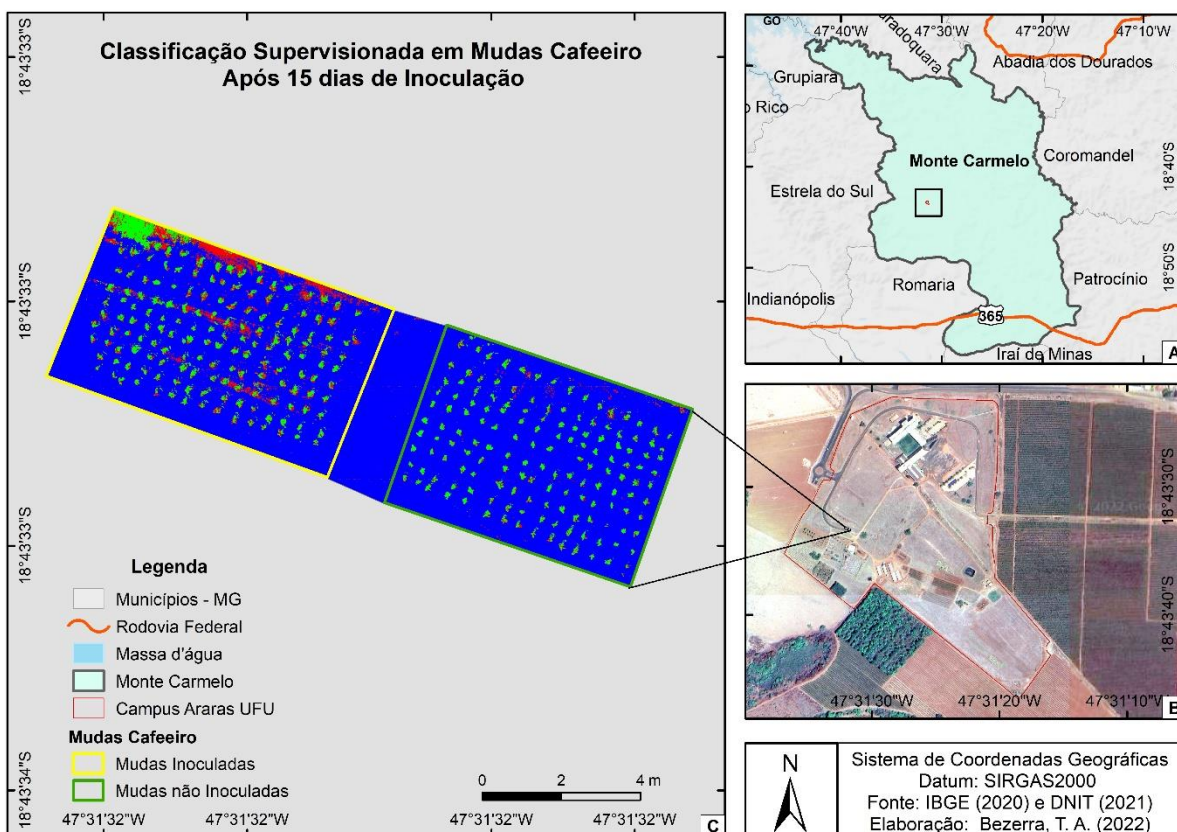 Classificação Supervisionada em Mudas Cafeeiro
Após 15 dias de Inoculação
18°43'33"S
18°43'33"S
18°43'33"S
18°43'34"S
Legenda
Municípios - MG
Rodovia Federal
Massa d'água
Monte Carmelo
Campus Araras UFU
Mudas Cafeeiro
Mudas Inoculadas
Mudas não Inoculadas
0 2 4 m
C
47°31'32"W 47°31'32"W 47°31'32"W 47°31'32"W
GO
47°40'W 47°30'W 47°20'W 47°10'W
radoquara
Abadia dos Dourados
Grupiara
o Rico
Monte Carmelo
Coromandel
Estrela do Sul
18°40'S
Romaria
Patrocínio
Indianópolis
18°50'S
365
Iraí de Minas
A
18°43'30"S
18°43'40"S
47°31'30"W 47°31'20"W 47°31'10"W
B
N
Sistema de Coordenadas Geográficas
Datum: SIRGAS2000
Fonte: IBGE (2020) e DNIT (2021)
Elaboração: Bezerra, T. A. (2022)